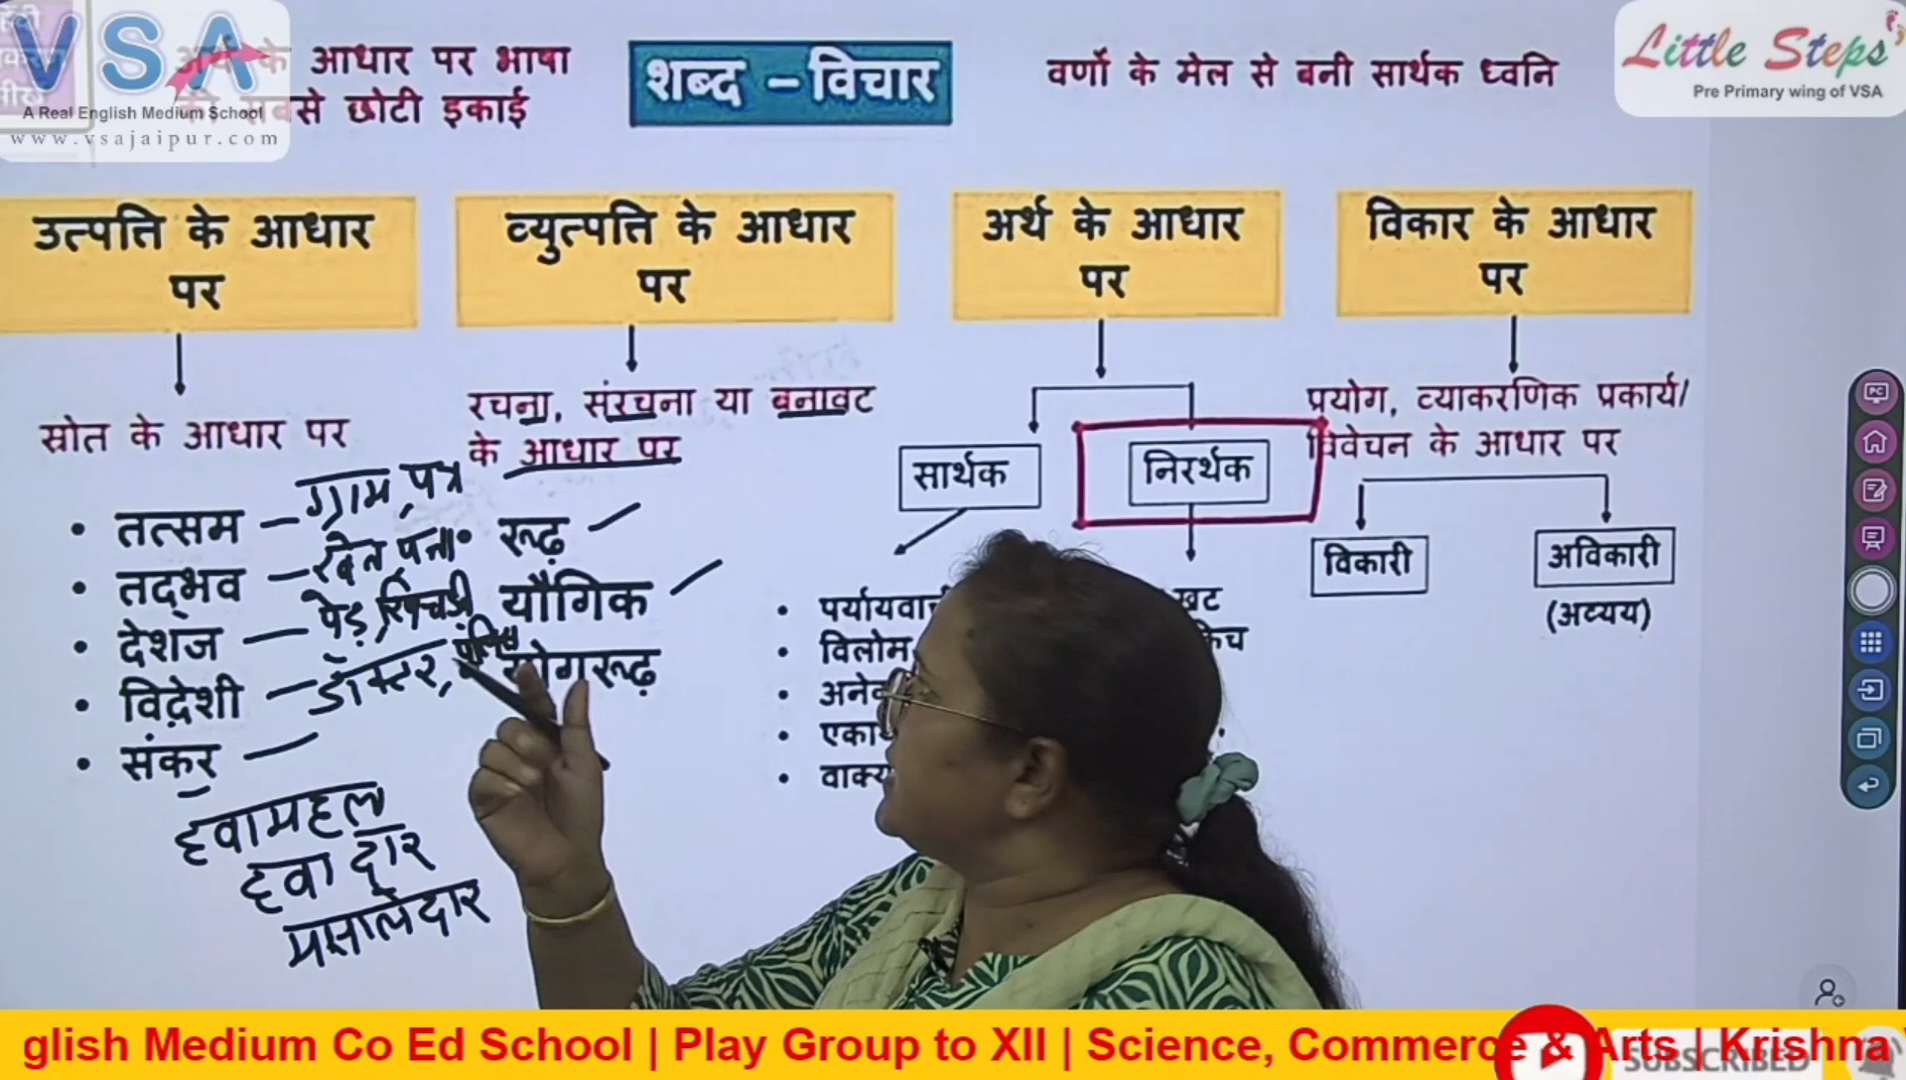 VSA
A Real English Medium School
www.vsajaipur.com
के आधार पर भाषा
की सबसे छोटी इकाई
शब्द - विचार
वर्णों के मेल से बनी सार्थक ध्वनि
Little Steps
Pre Primary wing of VSA
उत्पत्ति के आधार
पर
स्रोत के आधार पर
• तत्सम — ग्राम, पत्र
• तद्भव — खेत, पत्ता
• देशज — पेड़, खिचड़ी
• विदेशी — डॉक्टर, पुलिस
• संकर —
हवामहल
हवादार
मसालेदार
व्युत्पत्ति के आधार
पर
रचना, संरचना या बनावट
के आधार पर
• रूढ़
यौगिक
योगरूढ़
अर्थ के आधार
पर
सार्थक
निरर्थक
• पर्यायवाची
• विलोम
•
•
•
विकार के आधार
पर
प्रयोग, व्याकरणिक प्रकार्य/
विवेचन के आधार पर
विकारी
अविकारी
(अव्यय)
glish Medium Co Ed School | Play Group to XII | Science, Commerce & Arts | Krishna
SUBSCRIBED